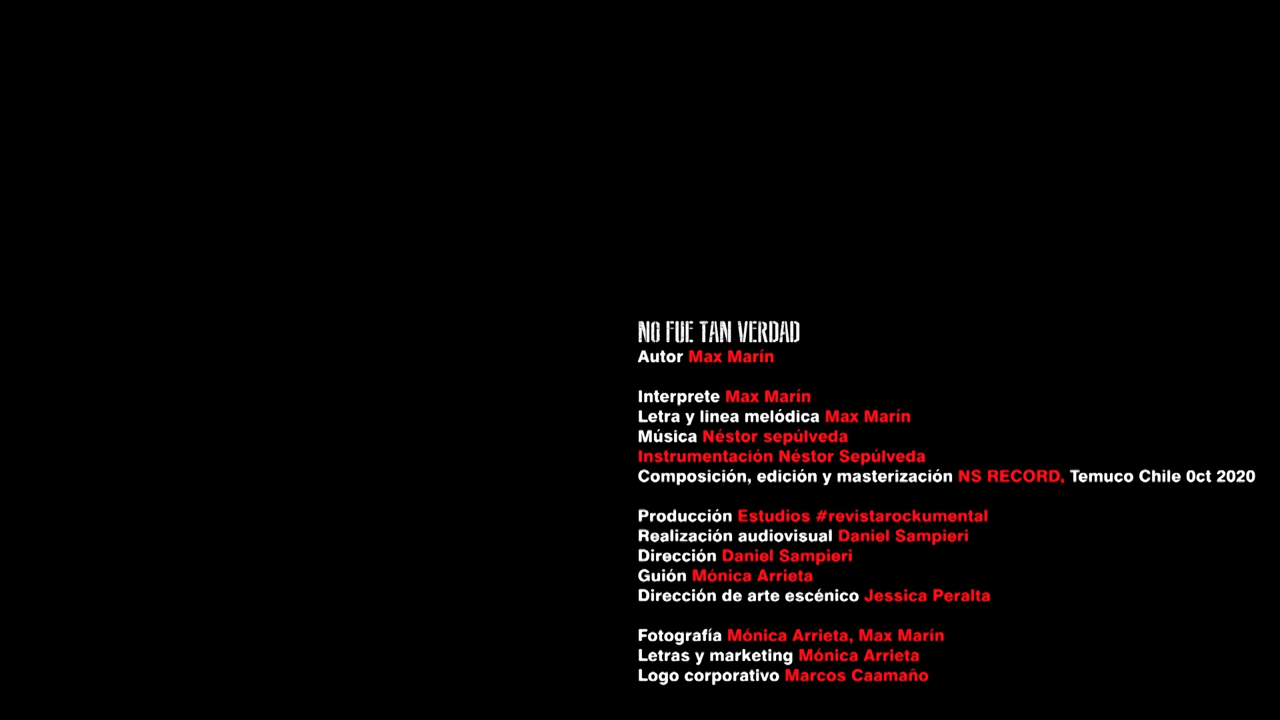 NO FUE TAN VERDAD
Autor Max Marín
Interprete Max Marín
Letra y linea melódica Max Marín
Música Néstor sepúlveda
Instrumentación Néstor Sepúlveda
Composición, edición y masterización NS RECORD, Temuco Chile 0ct 2020
Producción Estudios #revistarockumental
Realización audiovisual Daniel Sampieri
Dirección Daniel Sampieri
Guión Mónica Arrieta
Dirección de arte escénico Jessica Peralta
Fotografía Mónica Arrieta, Max Marín
Letras y marketing Mónica Arrieta
Logo corporativo Marcos Caamaño